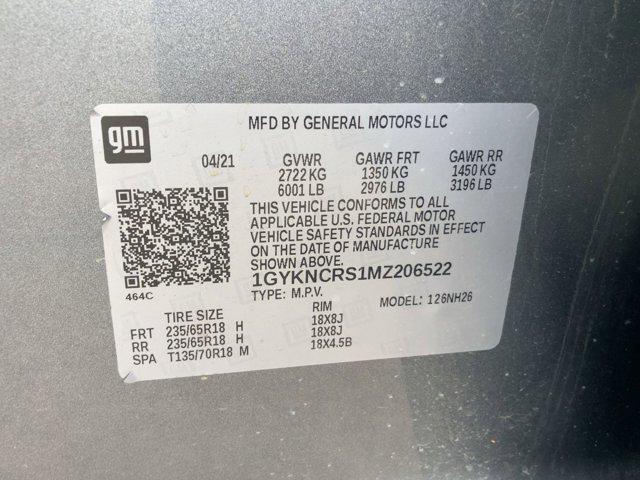 gm
MFD BY GENERAL MOTORS LLC
04/21 GVWR GAWR FRT GAWR RR
2722 KG 1350 KG 1450 KG
6001 LB 2976 LB 3196 LB
THIS VEHICLE CONFORMS TO ALL
APPLICABLE U.S. FEDERAL MOTOR
VEHICLE SAFETY STANDARDS IN EFFECT
ON THE DATE OF MANUFACTURE
SHOWN ABOVE.
1GYKNCRS1MZ206522
464C
TYPE: M.P.V. MODEL: 126NH26
TIRE SIZE RIM
FRT 235/65R18 H 18X8J
RR 235/65R18 H 18X8J
SPA T135/70R18 M 18X4.5B